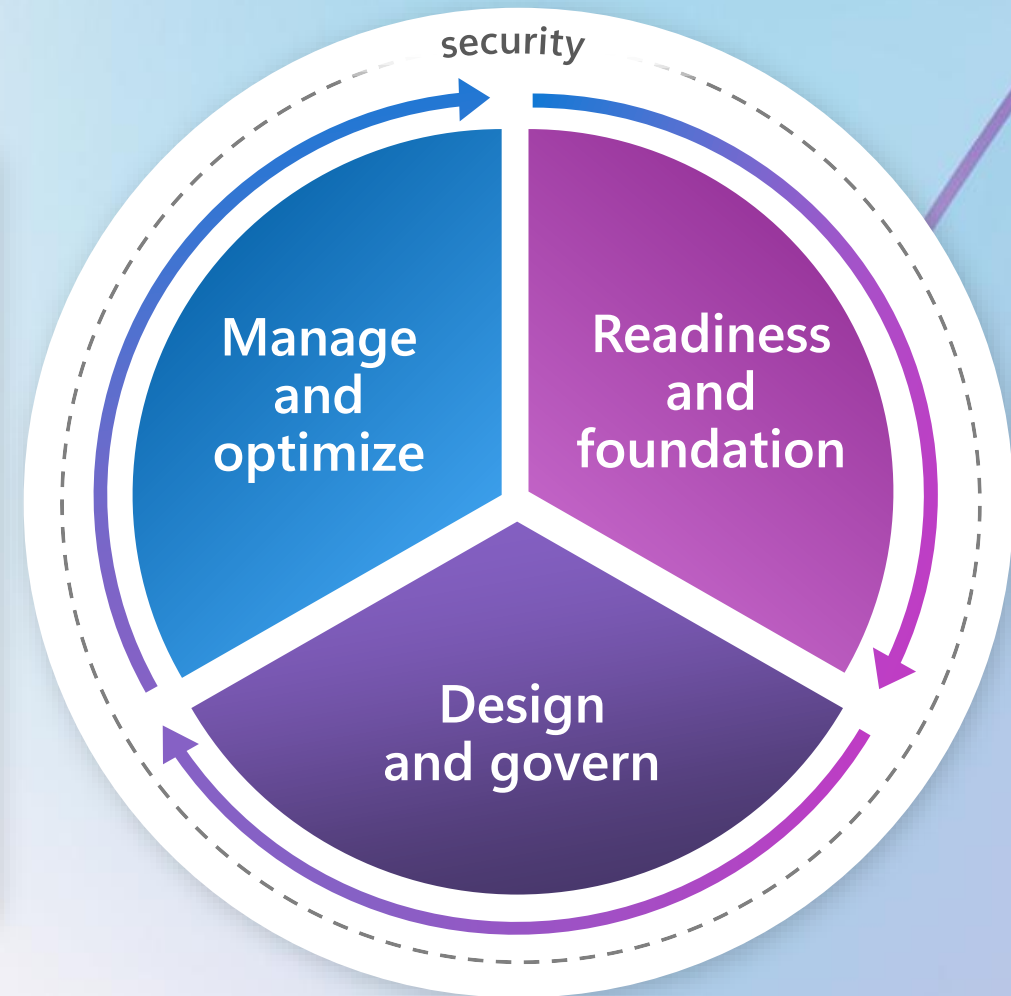 security
Manage
and
optimize
Readiness
and
foundation
Design
and govern